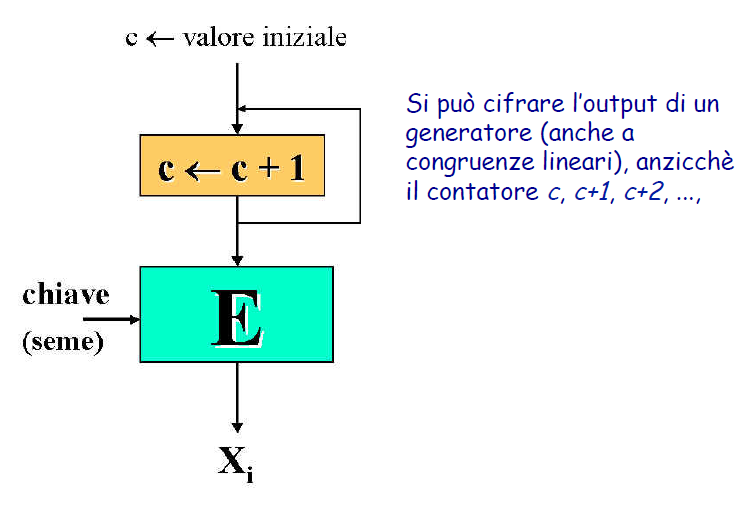 c ← valore iniziale
Si può cifrare l'output di un
generatore (anche a
congruenze lineari), anzicchè
il contatore c, c+1, c+2, ...,
c ← c + 1
chiave
(seme)
E
Xi